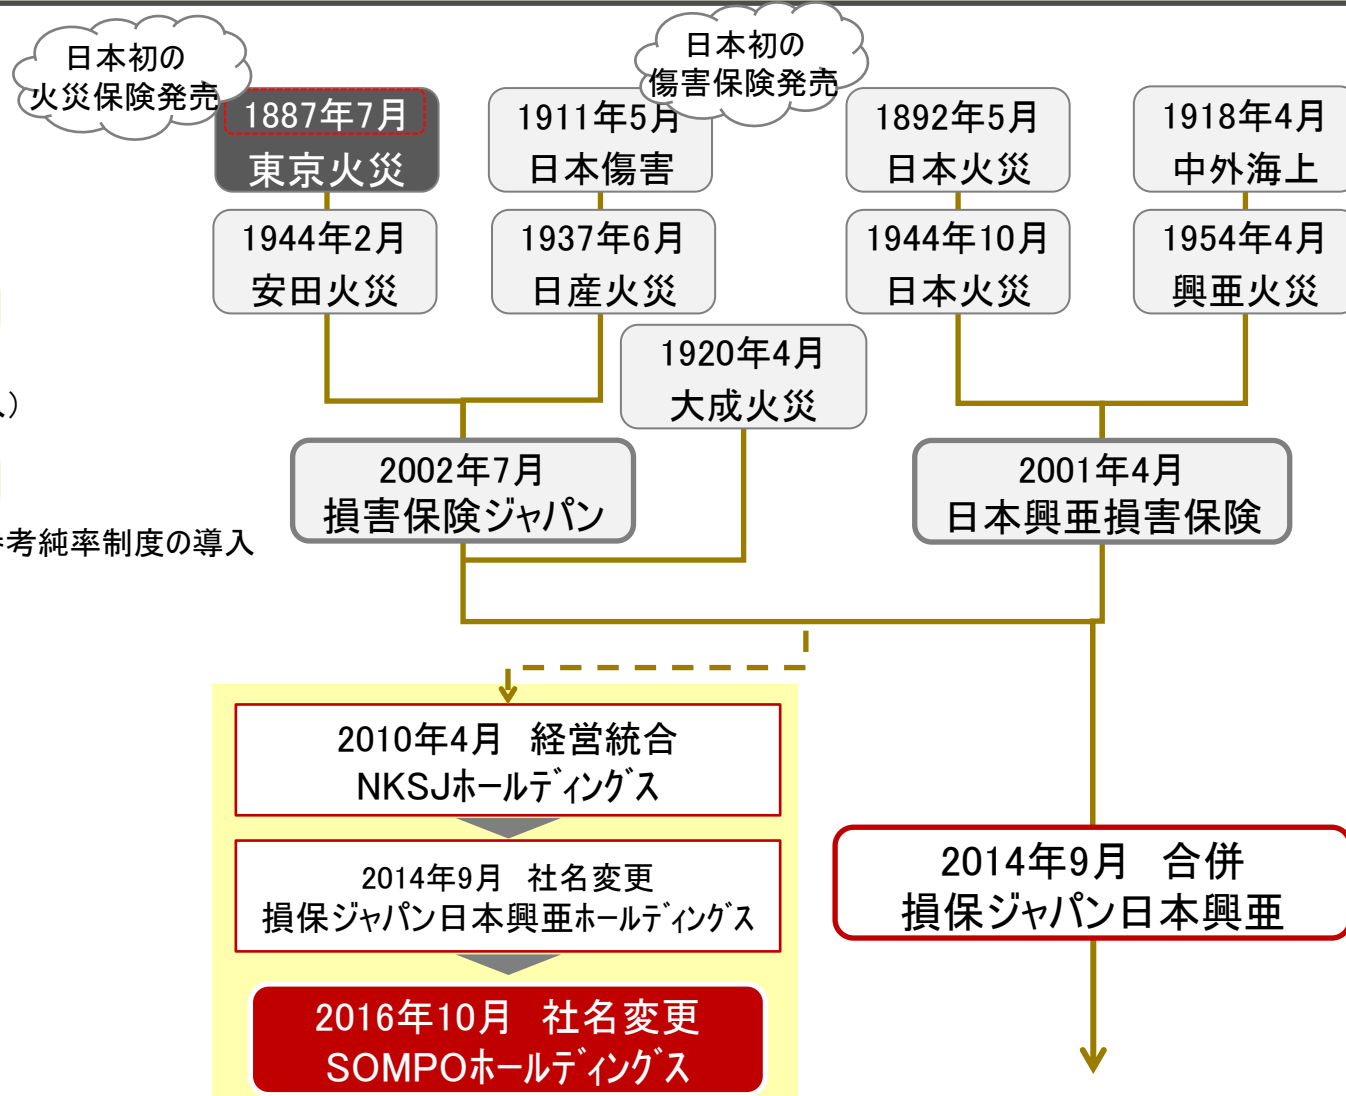 日本初の
火災保険発売
日本初の
傷害保険発売
1887年7月
東京火災
1911年5月
日本傷害
1892年5月
日本火災
1918年4月
中外海上
1944年2月
安田火災
1937年6月
日産火災
1944年10月
日本火災
1954年4月
興亜火災
1920年4月
大成火災
)
2002年7月
損害保険ジャパン
2001年4月
日本興亜損害保険
考純率制度の導入
2010年4月 経営統合
NKSJホールディングス
2014年9月 社名変更
損保ジャパン日本興亜ホールディングス
2014年9月 合併
損保ジャパン日本興亜
2016年10月 社名変更
SOMPOホールディングス